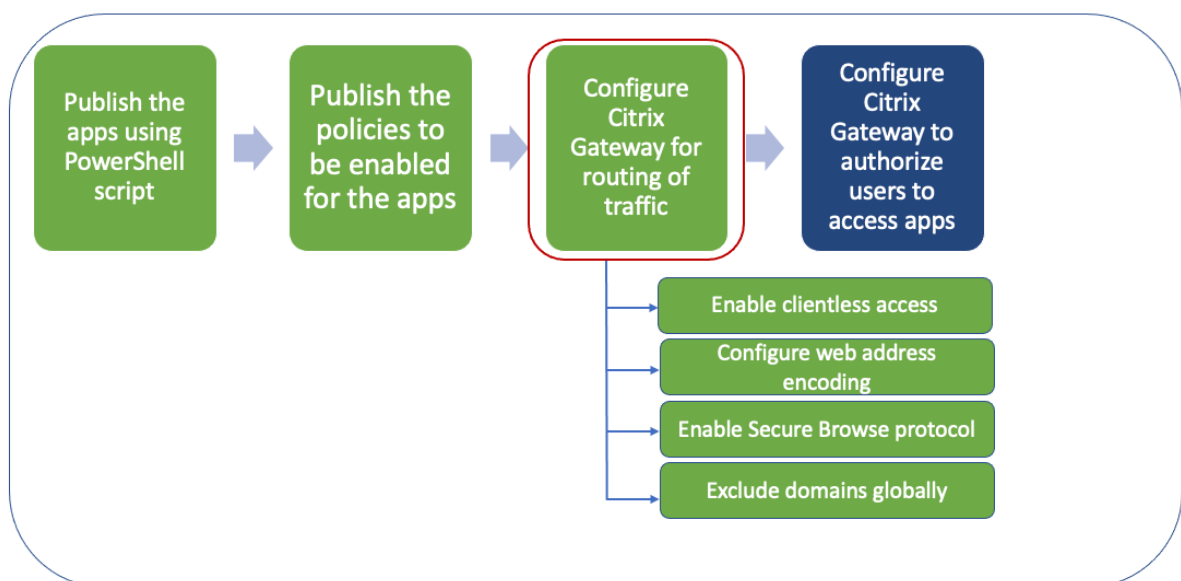 Publish the
apps using
PowerShell
script
Publish the
policies to
be enabled
for the apps
Configure
Citrix
Gateway for
routing of
traffic
Configure
Citrix
Gateway to
authorize
users to
access apps
Enable clientless access
Configure web address
encoding
Enable Secure Browse protocol
Exclude domains globally